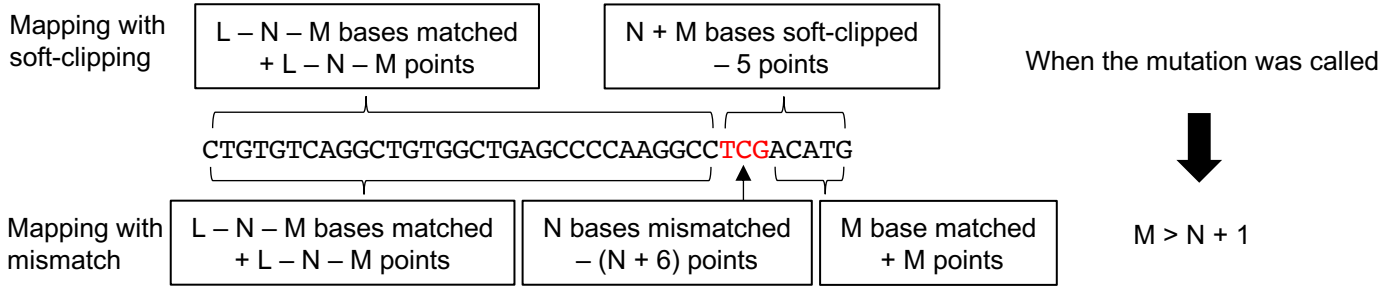 Mapping with
soft-clipping
L – N – M bases matched
+ L – N – M points
N + M bases soft-clipped
– 5 points
When the mutation was called
CTGTGTCAGGCTGTGGCTGAGCCCCAAGGCCTCGACATG
Mapping with
mismatch
L – N – M bases matched
+ L – N – M points
N bases mismatched
– (N + 6) points
M base matched
+ M points
M > N + 1